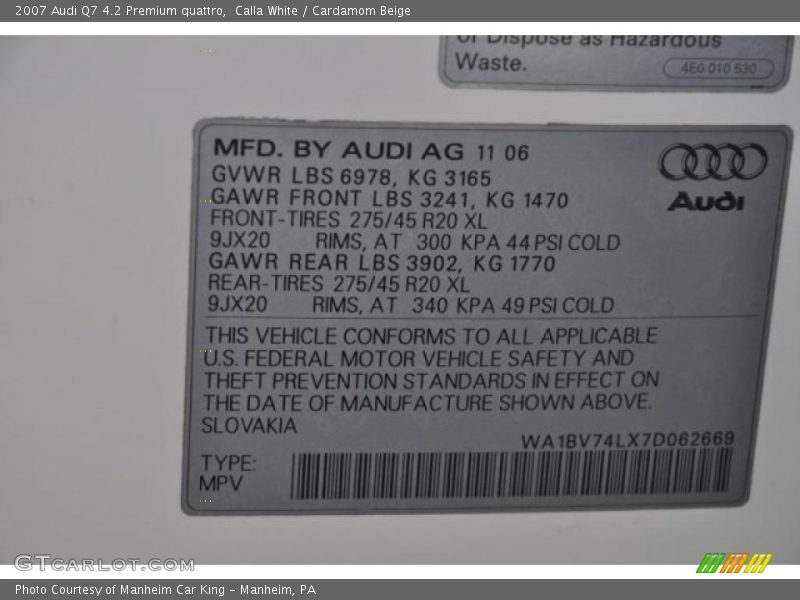 2007 Audi Q7 4.2 Premium quattro,  Calla White / Cardamom Beige
or Dispose as Hazardous
Waste.
4E0 010 530
MFD. BY AUDI AG 11 06
GVWR LBS 6978, KG 3165
GAWR FRONT LBS 3241, KG 1470
FRONT-TIRES 275/45 R20 XL
9JX20 RIMS, AT 300 KPA 44 PSI COLD
GAWR REAR LBS 3902, KG 1770
REAR-TIRES 275/45 R20 XL
9JX20 RIMS, AT 340 KPA 49 PSI COLD
Audi
THIS VEHICLE CONFORMS TO ALL APPLICABLE
U.S. FEDERAL MOTOR VEHICLE SAFETY AND
THEFT PREVENTION STANDARDS IN EFFECT ON
THE DATE OF MANUFACTURE SHOWN ABOVE.
SLOVAKIA
WA1BV74LX7D062669
TYPE:
MPV
GTCARLOT.COM
Photo Courtesy of Manheim Car King - Manheim, PA